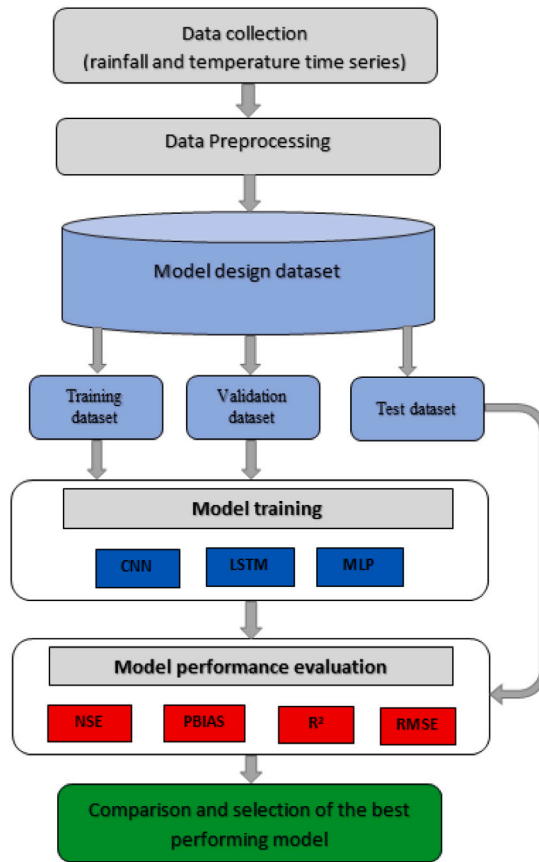 Data collection
(rainfall and temperature time series)
Data Preprocessing
Model design dataset
Training
dataset
Validation
dataset
Test dataset
Model training
CNN
LSTM
MLP
Model performance evaluation
NSE
PBIAS
R²
RMSE
Comparison and selection of the best
performing model